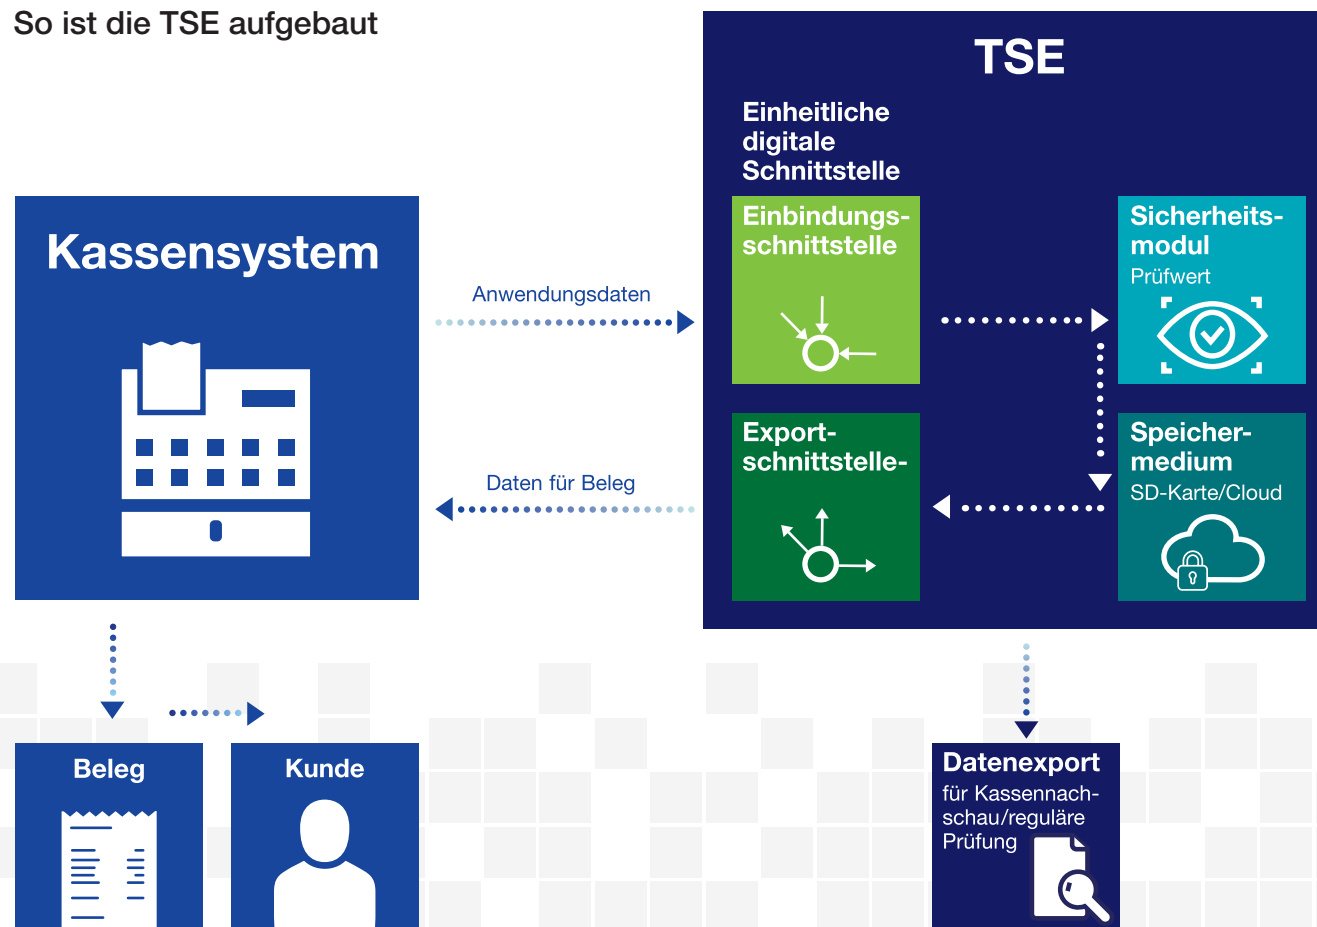 So ist die TSE aufgebaut
TSE
Einheitliche
digitale
Schnittstelle
Kassensystem
Anwendungsdaten
Einbindungs-
schnittstelle
Sicherheits-
modul
Prüfwert
Daten für Beleg
Export-
schnittstelle-
Speicher-
medium
SD-Karte/Cloud
Beleg
Kunde
Datenexport
für Kassennach-
schau/reguläre
Prüfung